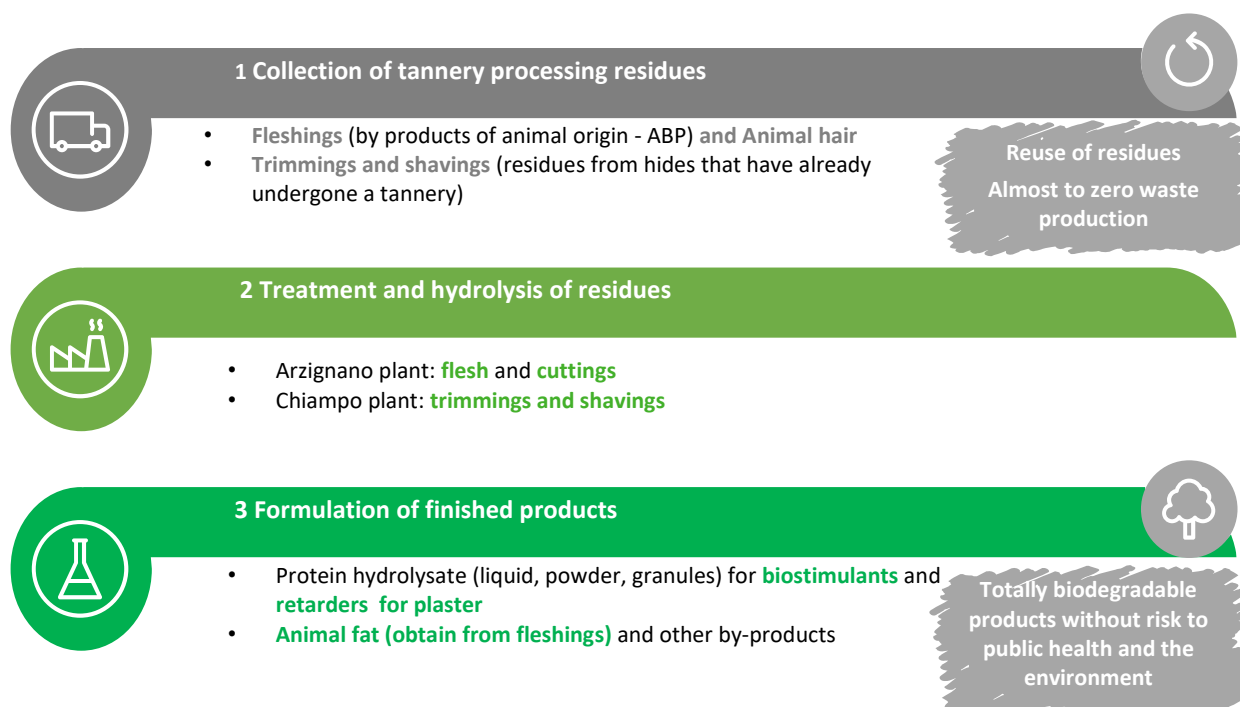 1 Collection of tannery processing residues
• Fleshings (by products of animal origin - ABP) and Animal hair
• Trimmings and shavings (residues from hides that have already
undergone a tannery)
Reuse of residues
Almost to zero waste
production
2 Treatment and hydrolysis of residues
• Arzignano plant: flesh and cuttings
• Chiampo plant: trimmings and shavings
3 Formulation of finished products
• Protein hydrolysate (liquid, powder, granules) for biostimulants and
retarders for plaster
• Animal fat (obtain from fleshings) and other by-products
Totally biodegradable
products without risk to
public health and the
environment